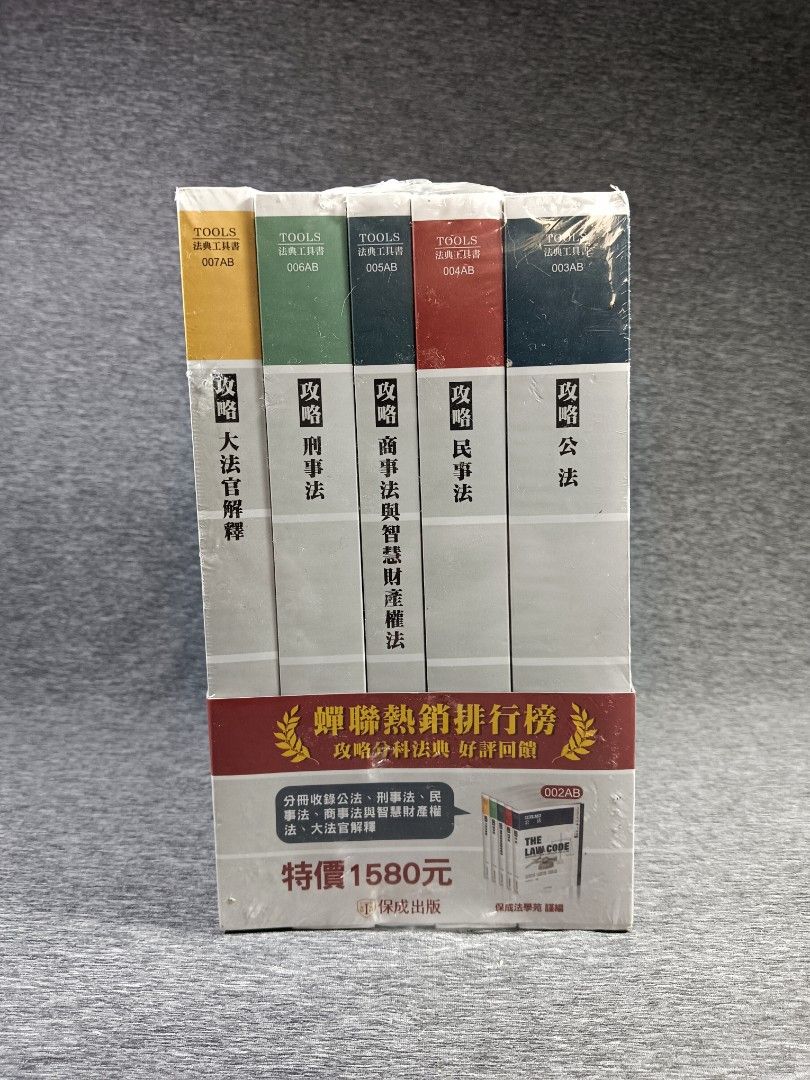 TOOLS
法典工具書
007AB
攻略 大法官解釋
TOOLS
法典工具書
006AB
攻略 刑事法
TOOLS
法典工具書
005AB
攻略 商事法與智慧財產權法
TOOLS
法典工具書
004AB
攻略 民事法
TOOLS
法典工具書
003AB
攻略 公法
蟬聯熱銷排行榜
攻略分科法典 好評回饋
分冊收錄公法、刑事法、民
事法、商事法與智慧財產權
法、大法官解釋
002AB
THE
LAW CODE
特價1580元
保成出版
保成法學苑 謹編